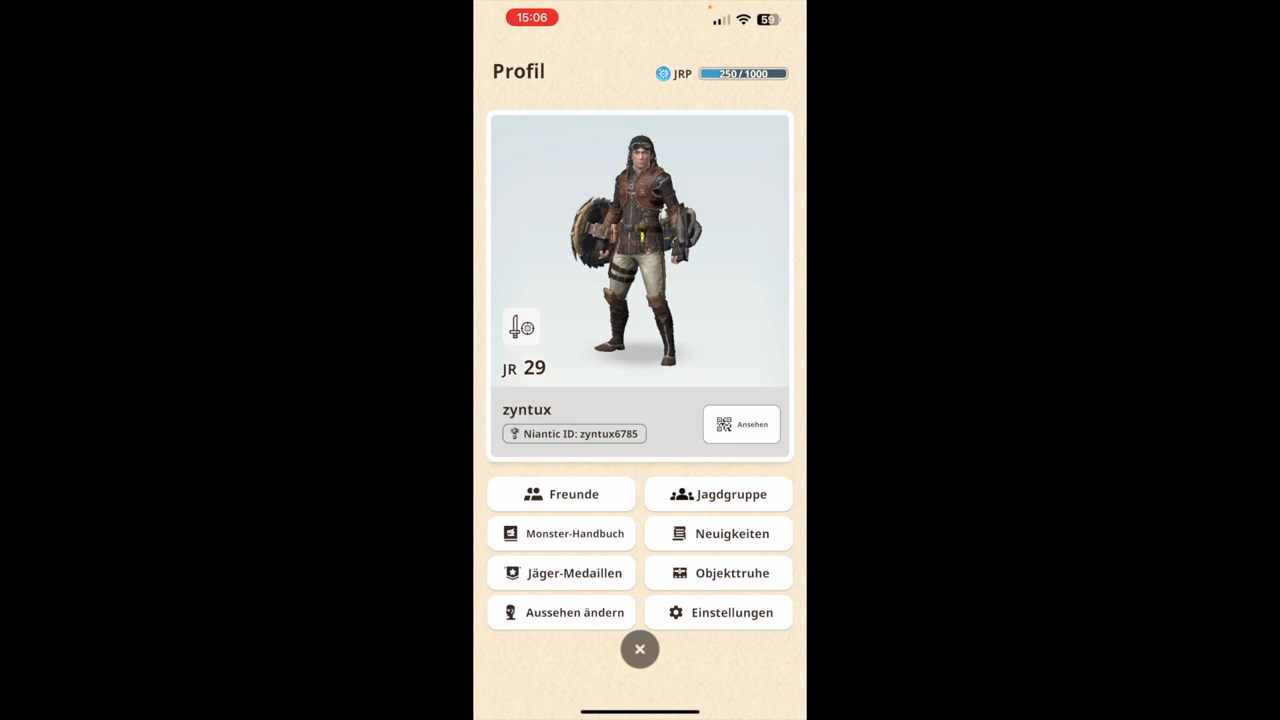 15:06
59
Profil
JRP
250/1000
JR 29
zyntux
Niantic ID: zyntux6785
Ansehen
Freunde
Jagdgruppe
Monster-Handbuch
Neuigkeiten
Jäger-Medaillen
Objekttruhe
Aussehen ändern
Einstellungen